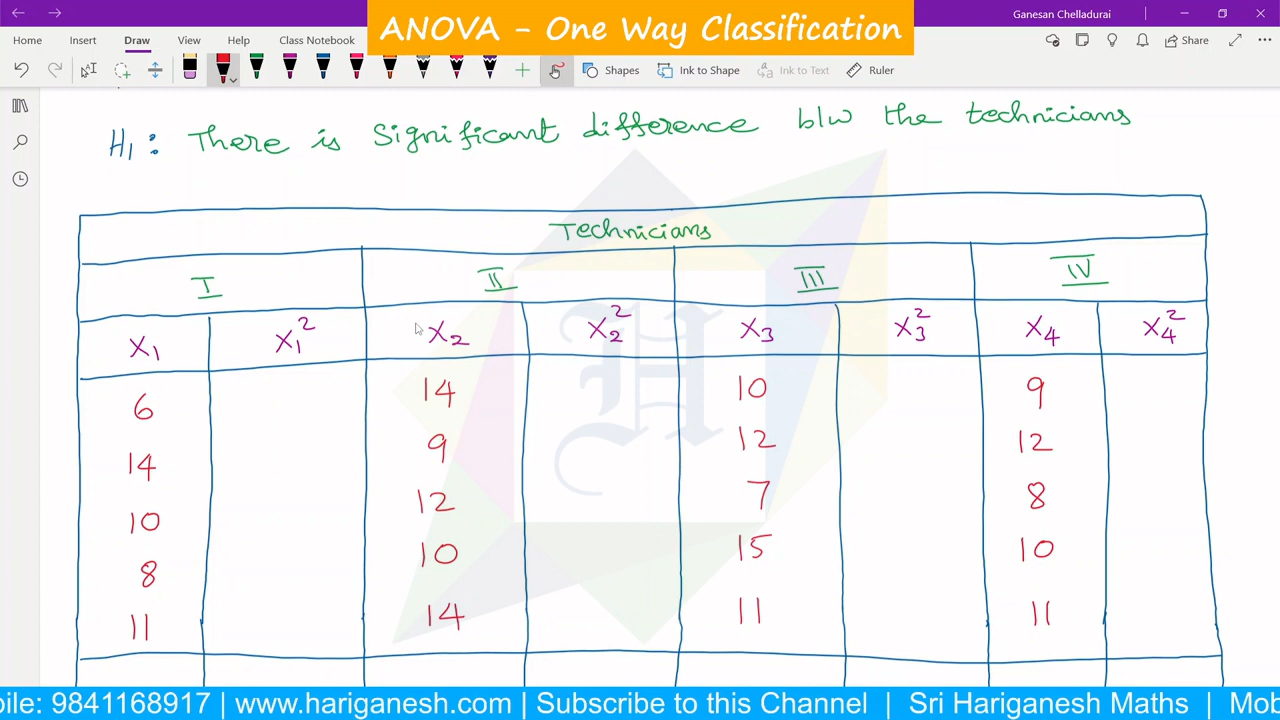 ANOVA - One Way Classification
Ganesan Chelladurai
Home Insert Draw View Help Class Notebook Share
Shapes Ink to Shape Ink to Text Ruler
H₁ : There is significant difference b/w the technicians
Technicians
I II III IV
X₁ X₁² X₂ X₂² X₃ X₃² X₄ X₄²
6 14 10 9
14 9 12 12
10 12 7 8
8 10 15 10
11 14 11 11
H
bile: 9841168917 | www.hariganesh.com | Subscribe to this Channel | Sri Hariganesh Maths | Mob